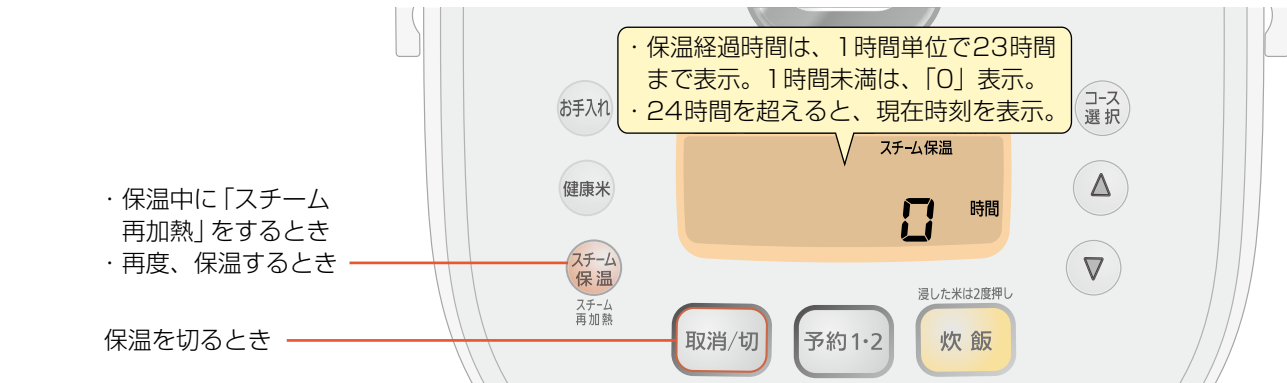 ・保温経過時間は、1時間単位で23時間
まで表示。1時間未満は、「0」表示。
・24時間を超えると、現在時刻を表示。
お手入れ
コース
選択
スチーム保温
健康米
0 時間
・保温中に「スチーム
再加熱」をするとき
・再度、保温するとき
スチーム
保温
スチーム
再加熱
浸した米は2度押し
保温を切るとき
取消/切
予約1・2
炊飯